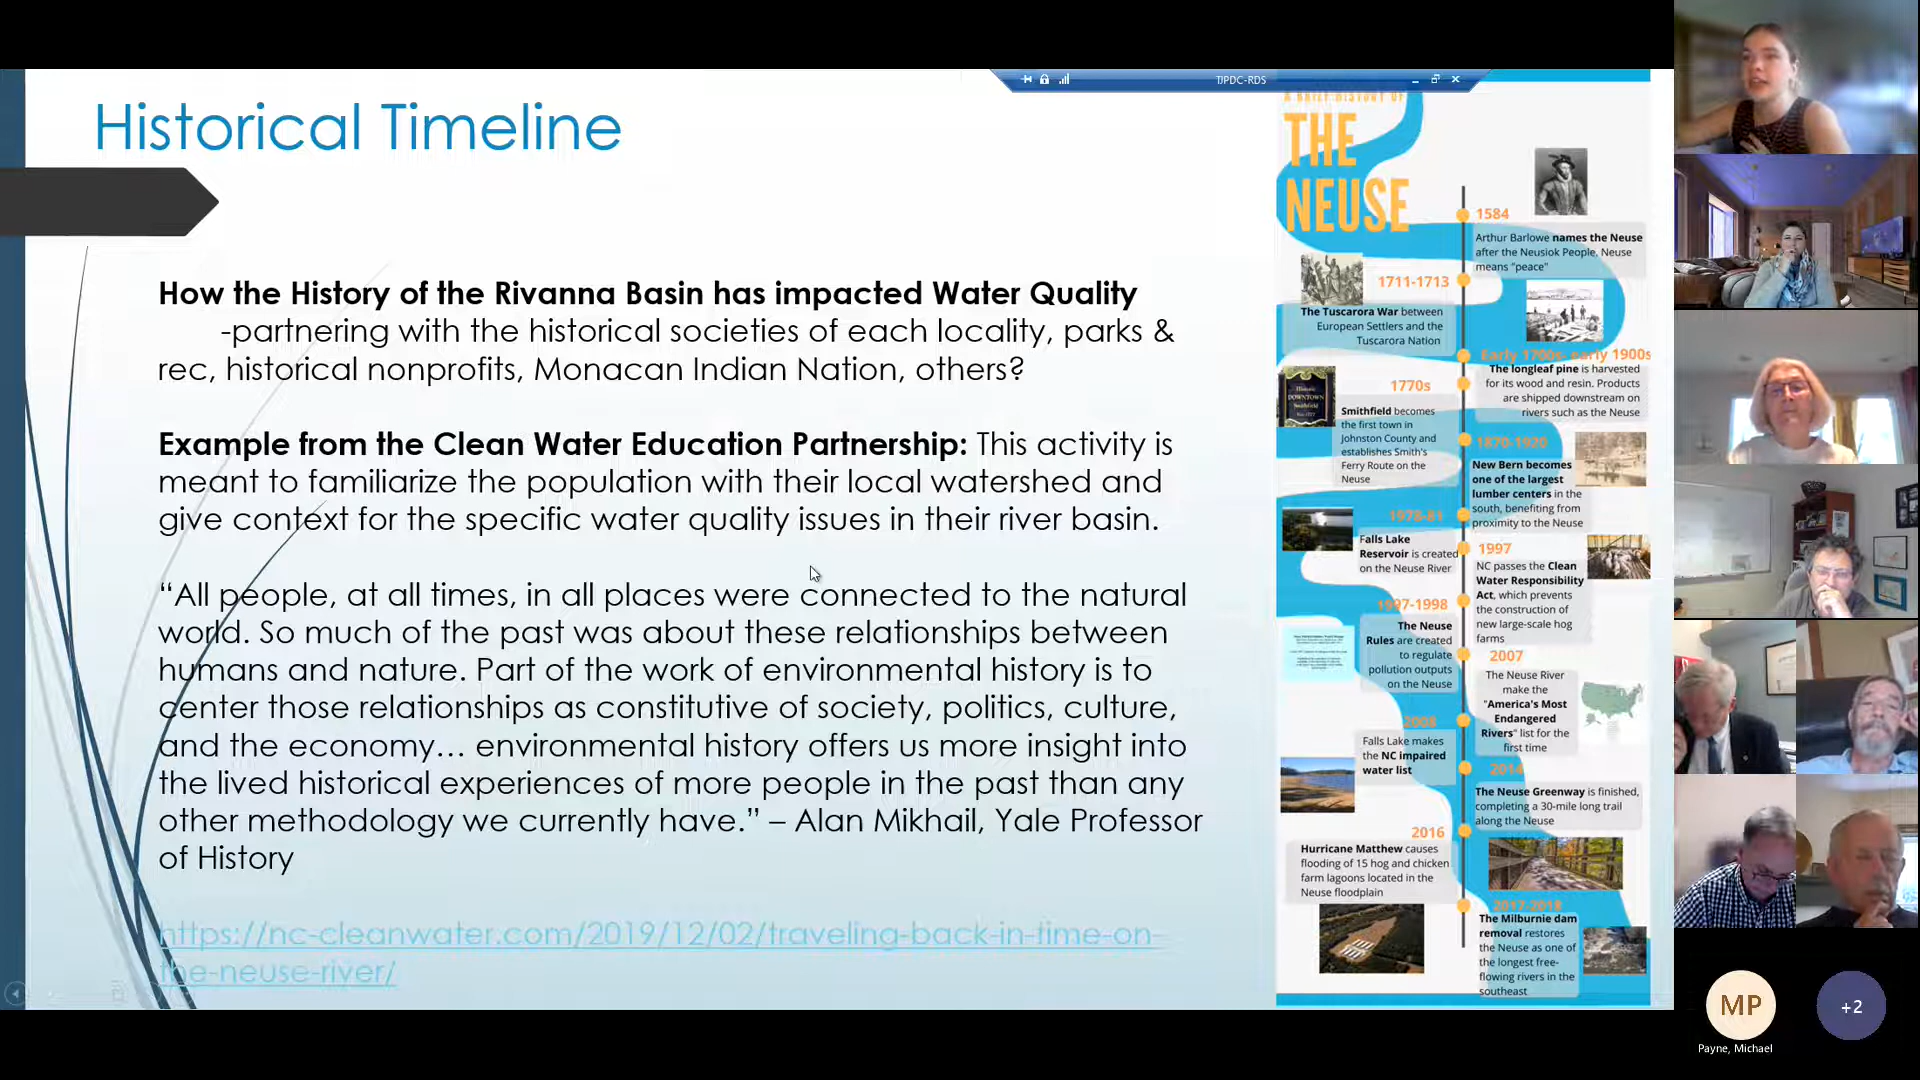 TJPDC-RDS
Historical Timeline
How the History of the Rivanna Basin has impacted Water Quality
-partnering with the historical societies of each locality, parks &
rec, historical nonprofits, Monacan Indian Nation, others?
Example from the Clean Water Education Partnership: This activity is
meant to familiarize the population with their local watershed and
give context for the specific water quality issues in their river basin.
“All people, at all times, in all places were connected to the natural
world. So much of the past was about these relationships between
humans and nature. Part of the work of environmental history is to
center those relationships as constitutive of society, politics, culture,
and the economy… environmental history offers us more insight into
the lived historical experiences of more people in the past than any
other methodology we currently have.” – Alan Mikhail, Yale Professor
of History
https://nc-cleanwater.com/2019/12/02/traveling-back-in-time-on-
the-neuse-river/
A BRIEF HISTORY OF
THE
NEUSE
1584
Arthur Barlowe names the Neuse
after the Neusiok People. Neuse
means "peace"
1711-1713
The Tuscarora War between
European Settlers and the
Tuscarora Nation
Early 1700s- early 1900s
The longleaf pine is harvested
for its wood and resin. Products
are shipped downstream on
rivers such as the Neuse
1770s
Smithfield becomes
the first town in
Johnston County and
establishes Smith's
Ferry Route on the
Neuse
1870-1920
New Bern becomes
one of the largest
lumber centers in the
south, benefiting from
proximity to the Neuse
1978-81
Falls Lake
Reservoir is created
on the Neuse River
1997
NC passes the Clean
Water Responsibility
Act, which prevents
the construction of
new large-scale hog
farms
1997-1998
The Neuse
Rules are created
to regulate
pollution outputs
on the Neuse
2007
The Neuse River
make the
"America's Most
Endangered
Rivers" list for the
first time
2008
Falls Lake makes
the NC impaired
water list
2014
The Neuse Greenway is finished,
completing a 30-mile long trail
along the Neuse
2016
Hurricane Matthew causes
flooding of 15 hog and chicken
farm lagoons located in the
Neuse floodplain
2017-2018
The Milburnie dam
removal restores
the Neuse as one of
the longest free-
flowing rivers in the
southeast
MP
+2
Payne, Michael